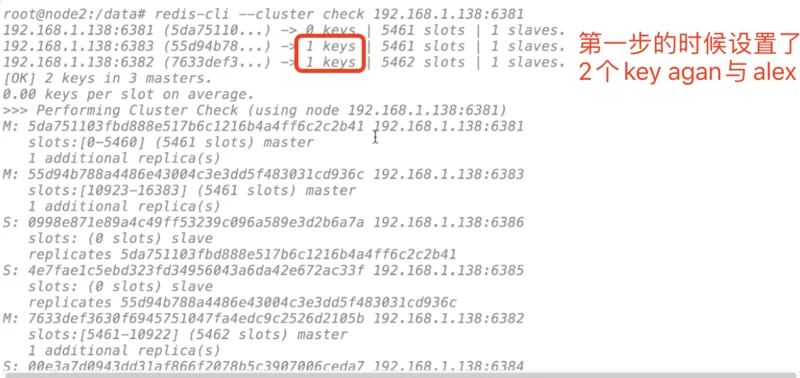 root@node2:/data# redis-cli --cluster check 192.168.1.138:6381
192.168.1.138:6381 (5da75110...) -> 0 keys | 5461 slots | 1 slaves.
192.168.1.138:6383 (55d94b78...) -> 1 keys | 5461 slots | 1 slaves.
192.168.1.138:6382 (7633def3...) -> 1 keys | 5462 slots | 1 slaves.
[OK] 2 keys in 3 masters.
0.00 keys per slot on average.
>>> Performing Cluster Check (using node 192.168.1.138:6381)
M: 5da751103fbd888e517b6c1216b4a4ff6c2c2b41 192.168.1.138:6381
slots:[0-5460] (5461 slots) master
1 additional replica(s)
M: 55d94b788a4486e43004c3e3dd5f483031cd936c 192.168.1.138:6383
slots:[10923-16383] (5461 slots) master
1 additional replica(s)
S: 0998e871e89a4c49ff53239c096a589e3d2b6a7a 192.168.1.138:6386
slots: (0 slots) slave
replicates 5da751103fbd888e517b6c1216b4a4ff6c2c2b41
S: 4e7fae1c5ebd323fd34956043a6da42e672ac33f 192.168.1.138:6385
slots: (0 slots) slave
replicates 55d94b788a4486e43004c3e3dd5f483031cd936c
M: 7633def3630f6945751047fa4edc9c2526d2105b 192.168.1.138:6382
slots:[5461-10922] (5462 slots) master
1 additional replica(s)
S: 00e3a7d0943dd31af866f2078b5c3907006ceda7 192.168.1.138:6384
第一步的时候设置了
2个key agan与alex